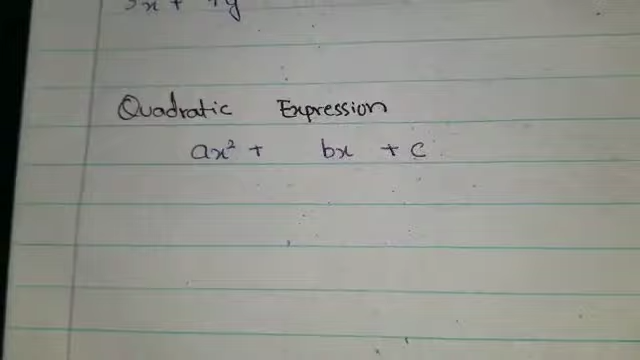 Quadratic Expression
ax² + bx + c